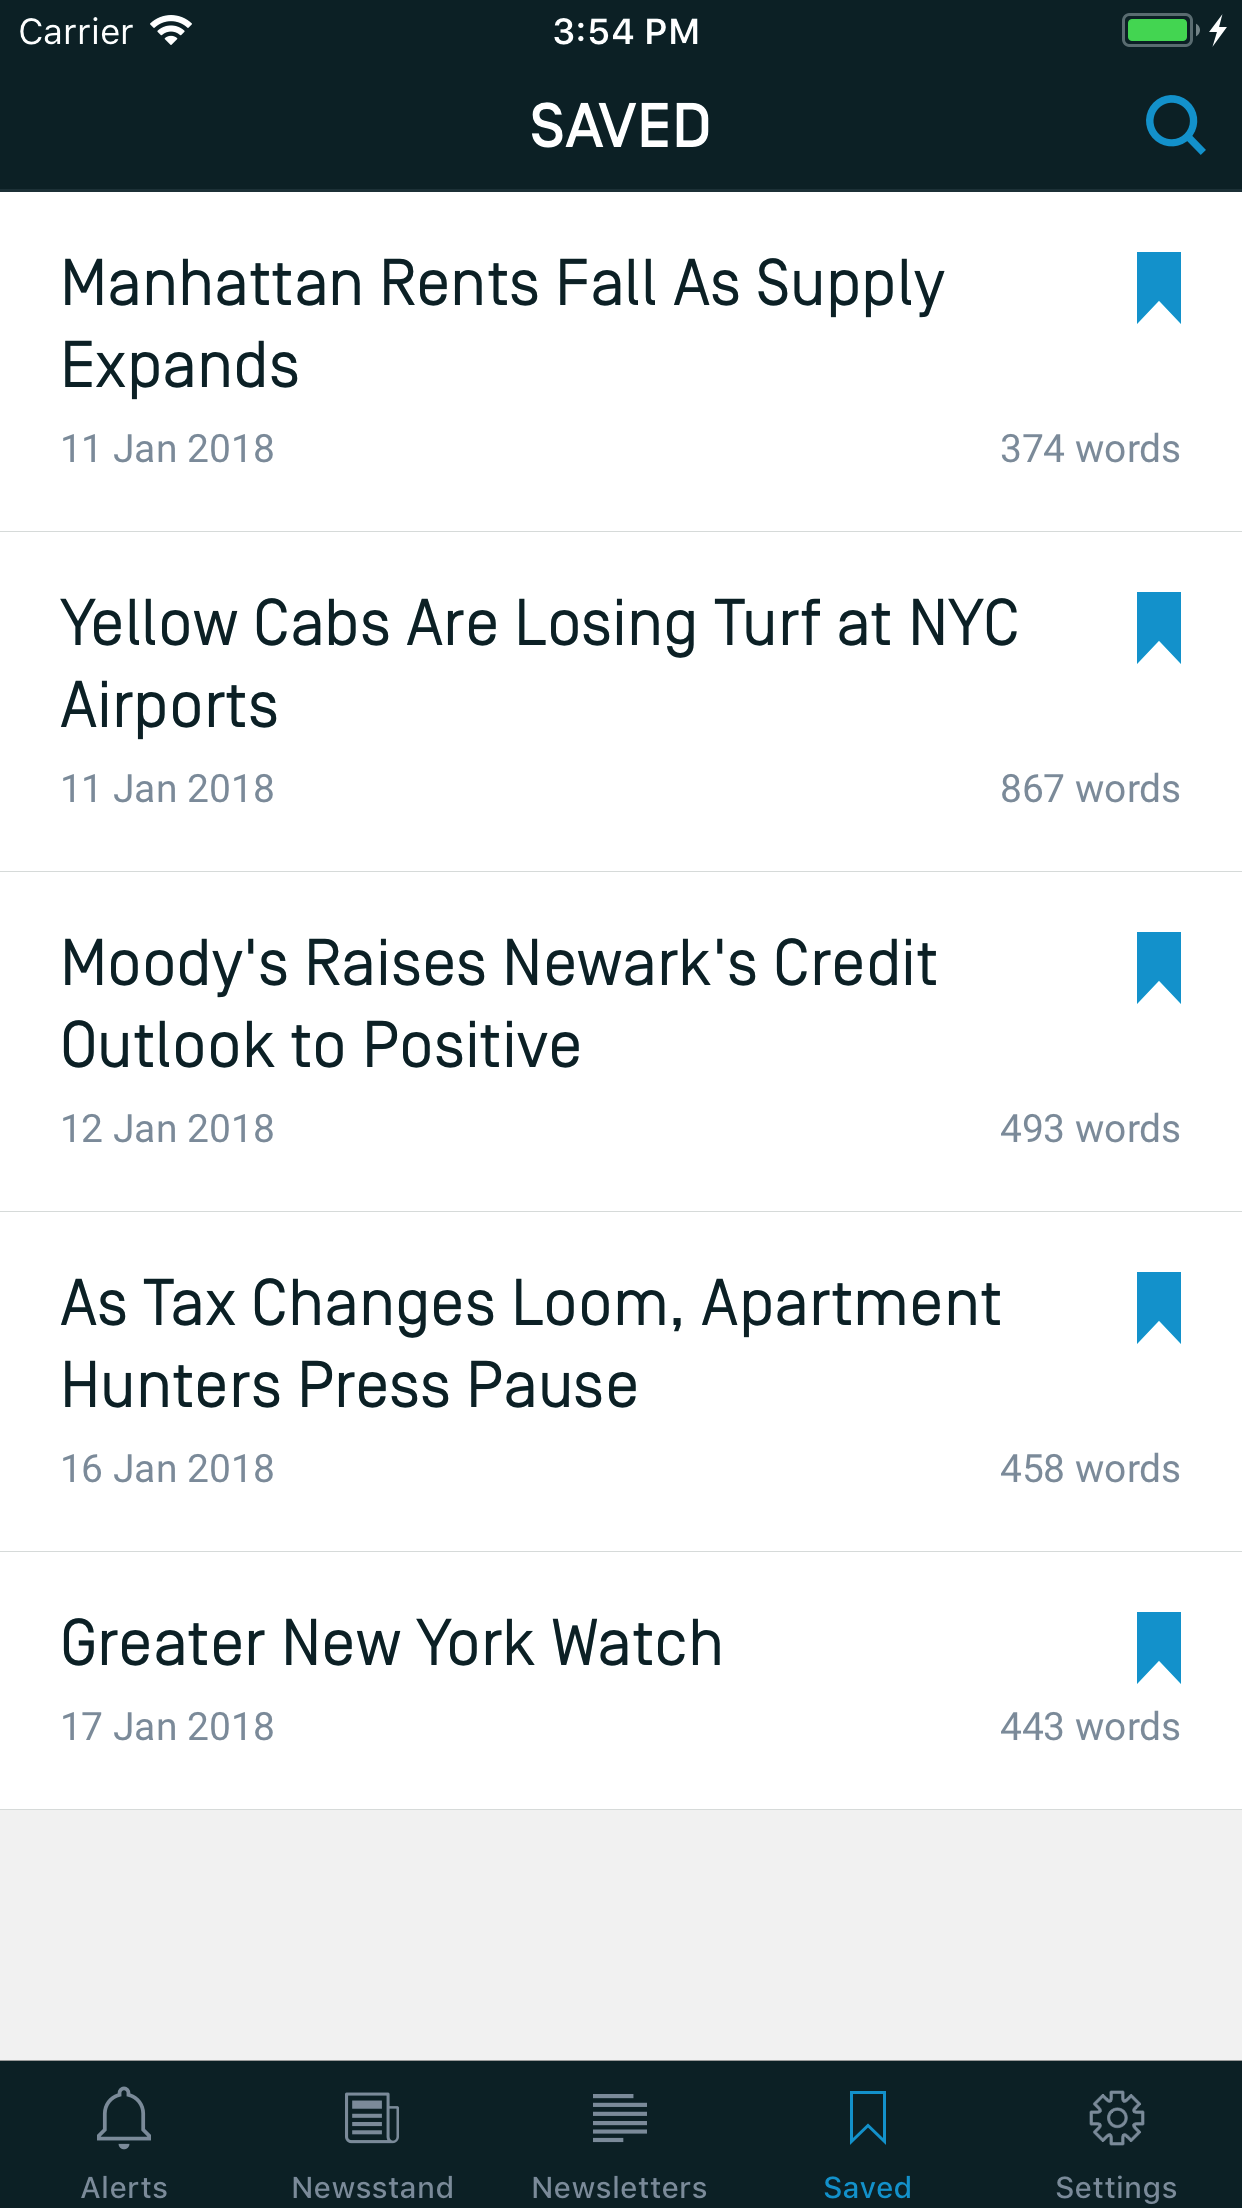 Carrier 3:54 PM
SAVED
Manhattan Rents Fall As Supply
Expands
11 Jan 2018 374 words
Yellow Cabs Are Losing Turf at NYC
Airports
11 Jan 2018 867 words
Moody's Raises Newark's Credit
Outlook to Positive
12 Jan 2018 493 words
As Tax Changes Loom, Apartment
Hunters Press Pause
16 Jan 2018 458 words
Greater New York Watch
17 Jan 2018 443 words
Alerts Newsstand Newsletters Saved Settings